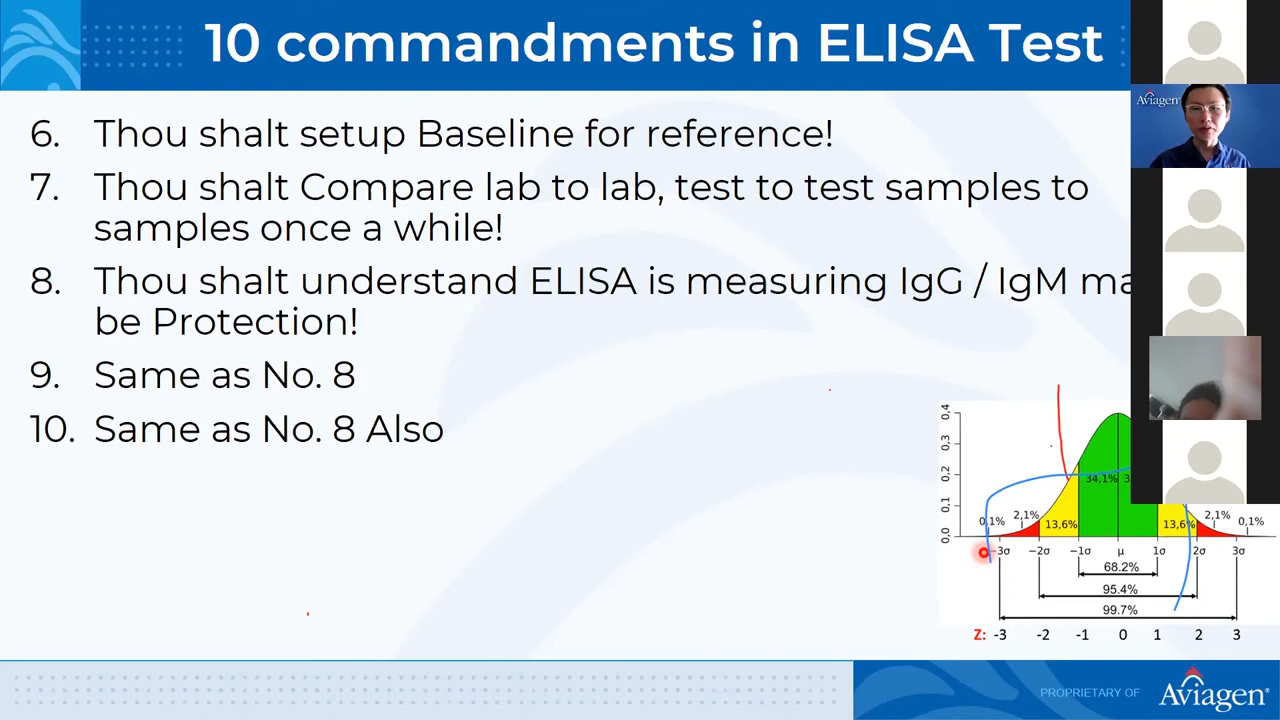 10 commandments in ELISA Test
Aviagen
6. Thou shalt setup Baseline for reference!
7. Thou shalt Compare lab to lab, test to test samples to
samples once a while!
8. Thou shalt understand ELISA is measuring IgG / IgM
be Protection!
9. Same as No. 8
10. Same as No. 8 Also
0,4
0,3
0,2
0,1
0,0
34,1%
0,1% 2,1% 13,6% 13,6% 2,1% 0,1%
−3σ −2σ −1σ μ 1σ 2σ 3σ
68.2%
95.4%
99.7%
Z: -3 -2 -1 0 1 2 3
PROPRIETARY OF Aviagen®